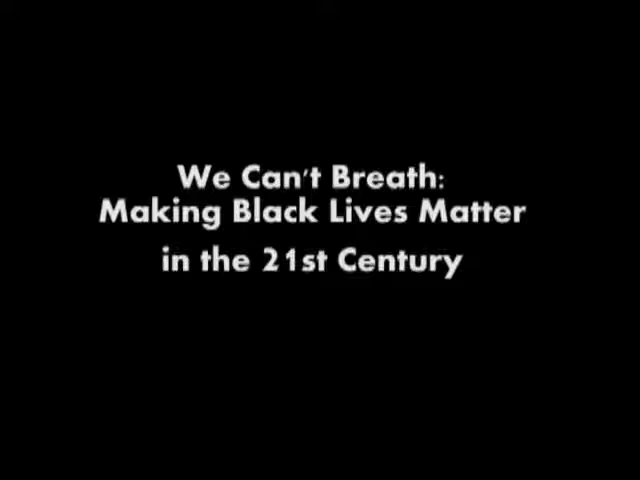 We Can't Breath:
Making Black Lives Matter
in the 21st Century